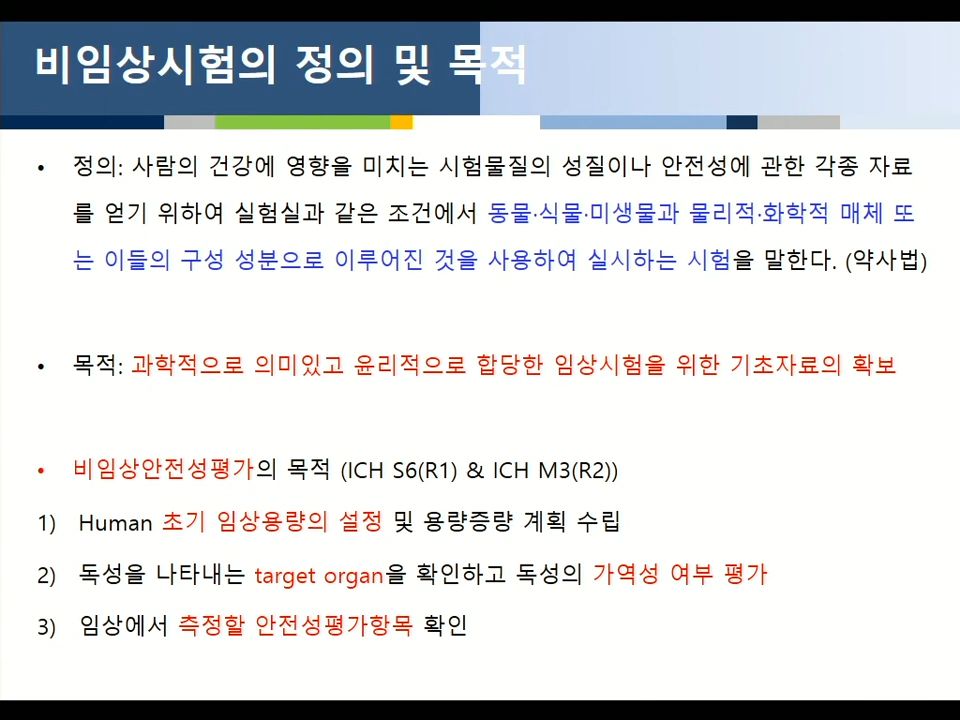 비임상시험의 정의 및 목적
• 정의: 사람의 건강에 영향을 미치는 시험물질의 성질이나 안전성에 관한 각종 자료
를 얻기 위하여 실험실과 같은 조건에서 동물·식물·미생물과 물리적·화학적 매체 또
는 이들의 구성 성분으로 이루어진 것을 사용하여 실시하는 시험을 말한다. (약사법)
• 목적: 과학적으로 의미있고 윤리적으로 합당한 임상시험을 위한 기초자료의 확보
• 비임상안전성평가의 목적 (ICH S6(R1) & ICH M3(R2))
1) Human 초기 임상용량의 설정 및 용량증량 계획 수립
2) 독성을 나타내는 target organ을 확인하고 독성의 가역성 여부 평가
3) 임상에서 측정할 안전성평가항목 확인